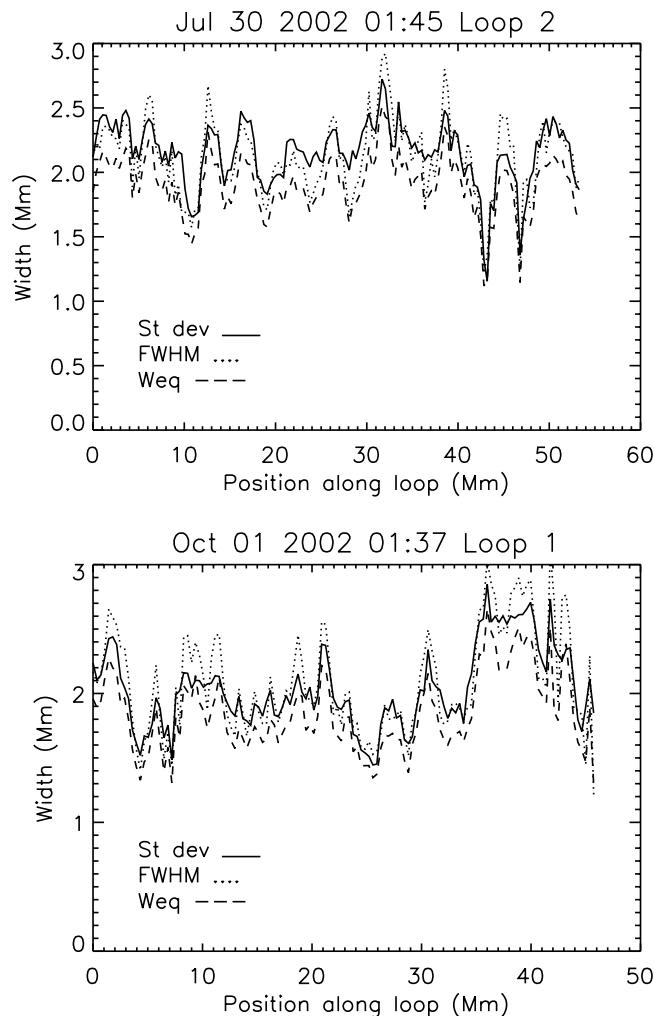 Jul 30 2002 01:45 Loop 2
3.0
2.5
2.0
1.5
1.0
0.5
0.0
Width (Mm)
St dev
FWHM
Weq
0 10 20 30 40 50 60
Position along loop (Mm)
Oct 01 2002 01:37 Loop 1
3
2
1
0
Width (Mm)
St dev
FWHM
Weq
0 10 20 30 40 50
Position along loop (Mm)